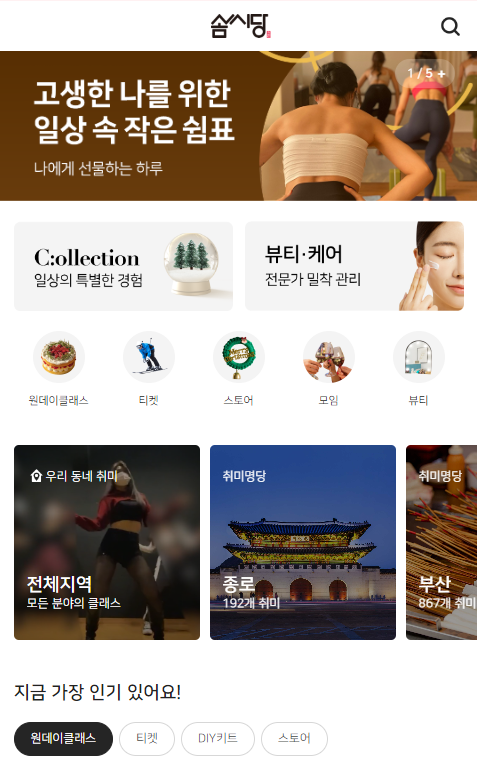 솜씨당
1 / 5 +
고생한 나를 위한
일상 속 작은 쉼표
나에게 선물하는 하루
C:ollection
일상의 특별한 경험
뷰티·케어
전문가 밀착 관리
원데이클래스
티켓
스토어
모임
뷰티
우리 동네 취미
전체지역
모든 분야의 클래스
취미명당
종로
192개 취미
취미명당
부산
867개 취미
지금 가장 인기 있어요!
원데이클래스
티켓
DIY키트
스토어